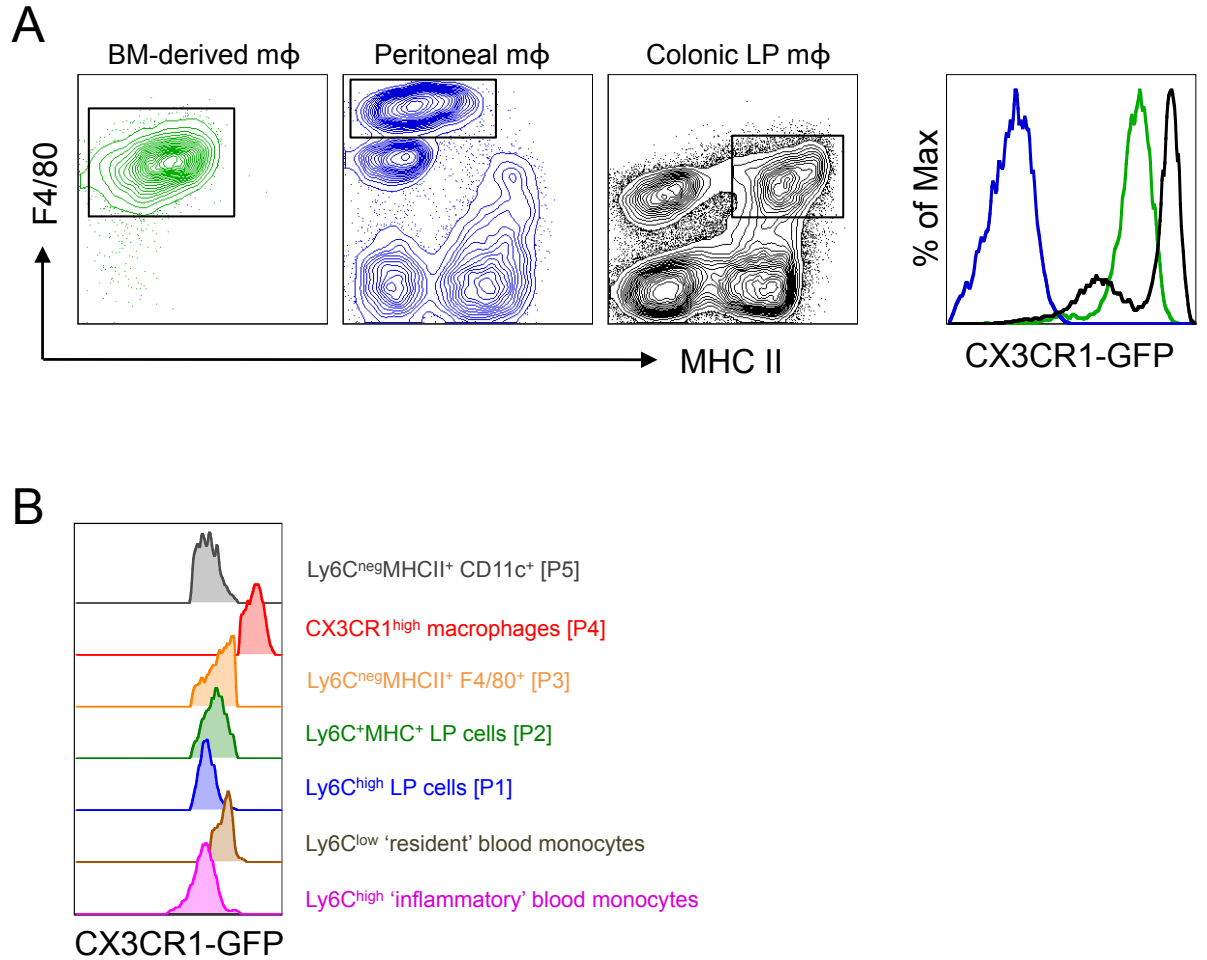 A
BM-derived mϕ
Peritoneal mϕ
Colonic LP mϕ
F4/80
MHC II
% of Max
CX3CR1-GFP
B
Ly6CⁿᵉᵍMHCII⁺ CD11c⁺ [P5]
CX3CR1ʰⁱᵍʰ macrophages [P4]
Ly6CⁿᵉᵍMHCII⁺ F4/80⁺ [P3]
Ly6C⁺MHC⁺ LP cells [P2]
Ly6Cʰⁱᵍʰ LP cells [P1]
Ly6Cˡᵒʷ ‘resident’ blood monocytes
Ly6Cʰⁱᵍʰ ‘inflammatory’ blood monocytes
CX3CR1-GFP